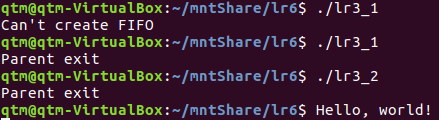 qtm@qtm-VirtualBox:~/mntShare/lr6$ ./lr3_1
Can't create FIFO
qtm@qtm-VirtualBox:~/mntShare/lr6$ ./lr3_1
Parent exit
qtm@qtm-VirtualBox:~/mntShare/lr6$ ./lr3_2
Parent exit
qtm@qtm-VirtualBox:~/mntShare/lr6$ Hello, world!